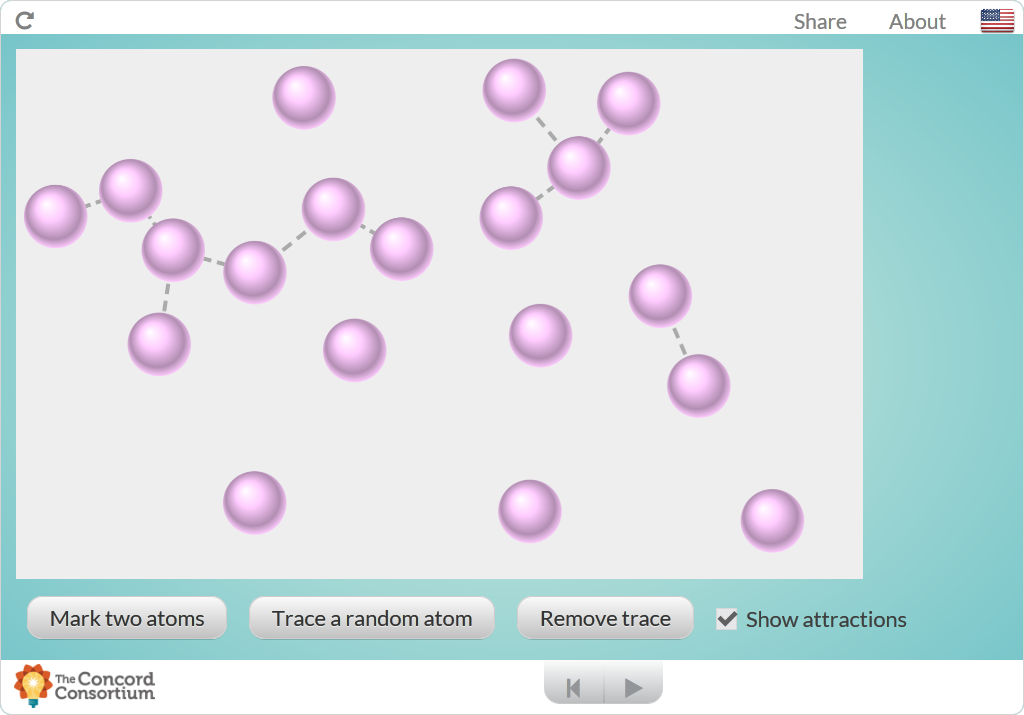 Share About
Mark two atoms Trace a random atom Remove trace Show attractions
The Concord
Consortium